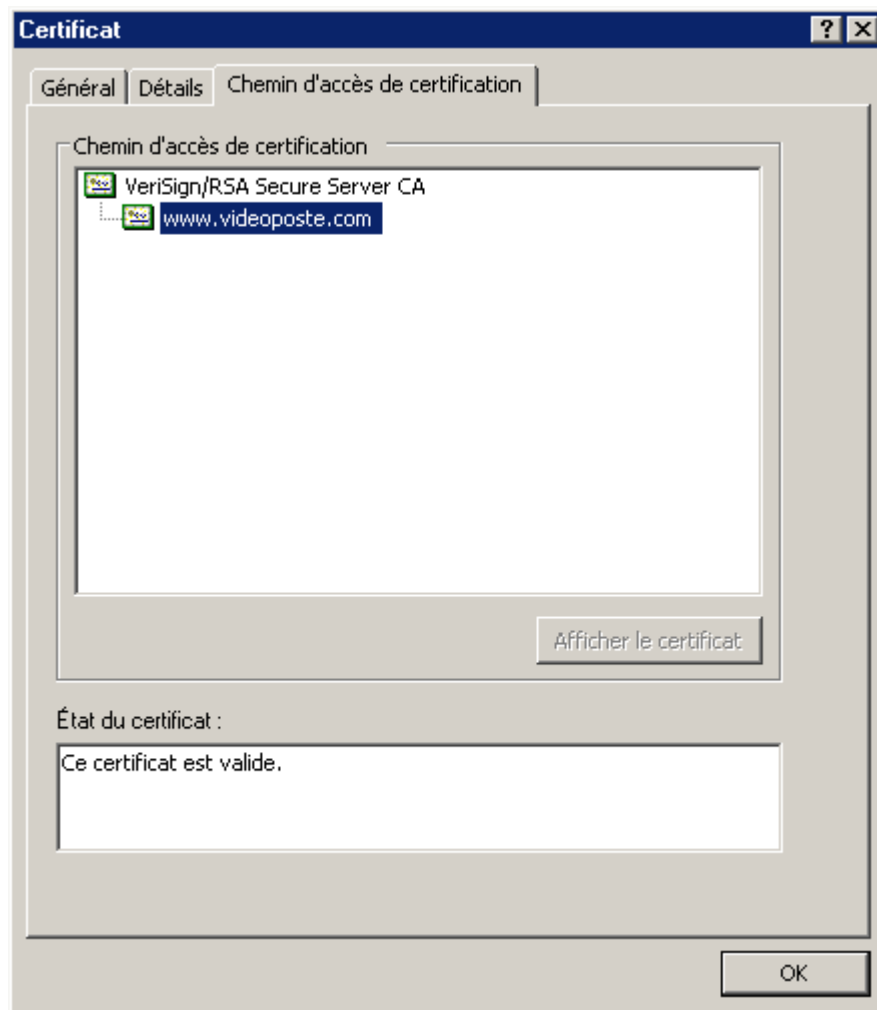 Certificat
Général Détails Chemin d'accès de certification
Chemin d'accès de certification
VeriSign/RSA Secure Server CA
www.videoposte.com
Afficher le certificat
État du certificat :
Ce certificat est valide.
OK